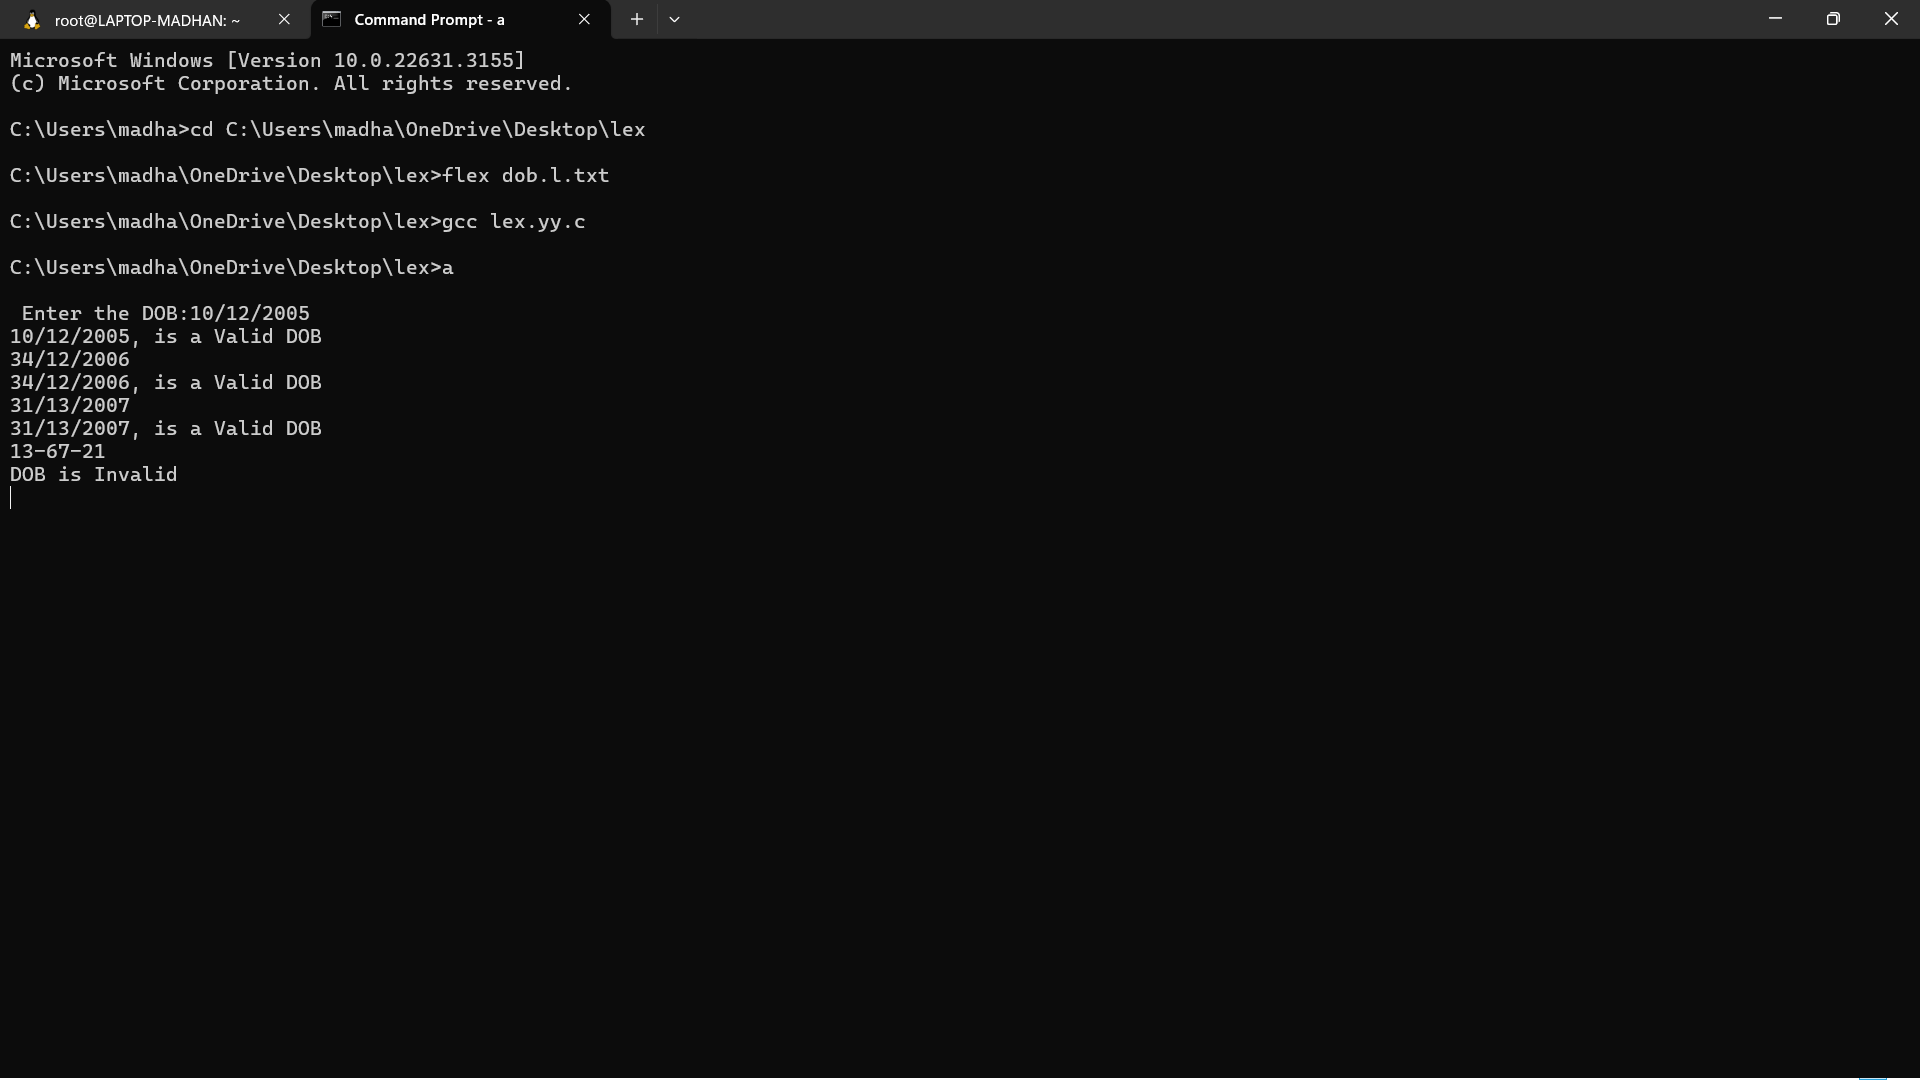 root@LAPTOP-MADHAN: ~
Command Prompt - a
Microsoft Windows [Version 10.0.22631.3155]
(c) Microsoft Corporation. All rights reserved.
C:\Users\madha>cd C:\Users\madha\OneDrive\Desktop\lex
C:\Users\madha\OneDrive\Desktop\lex>flex dob.l.txt
C:\Users\madha\OneDrive\Desktop\lex>gcc lex.yy.c
C:\Users\madha\OneDrive\Desktop\lex>a
Enter the DOB:10/12/2005
10/12/2005, is a Valid DOB
34/12/2006
34/12/2006, is a Valid DOB
31/13/2007
31/13/2007, is a Valid DOB
13-67-21
DOB is Invalid